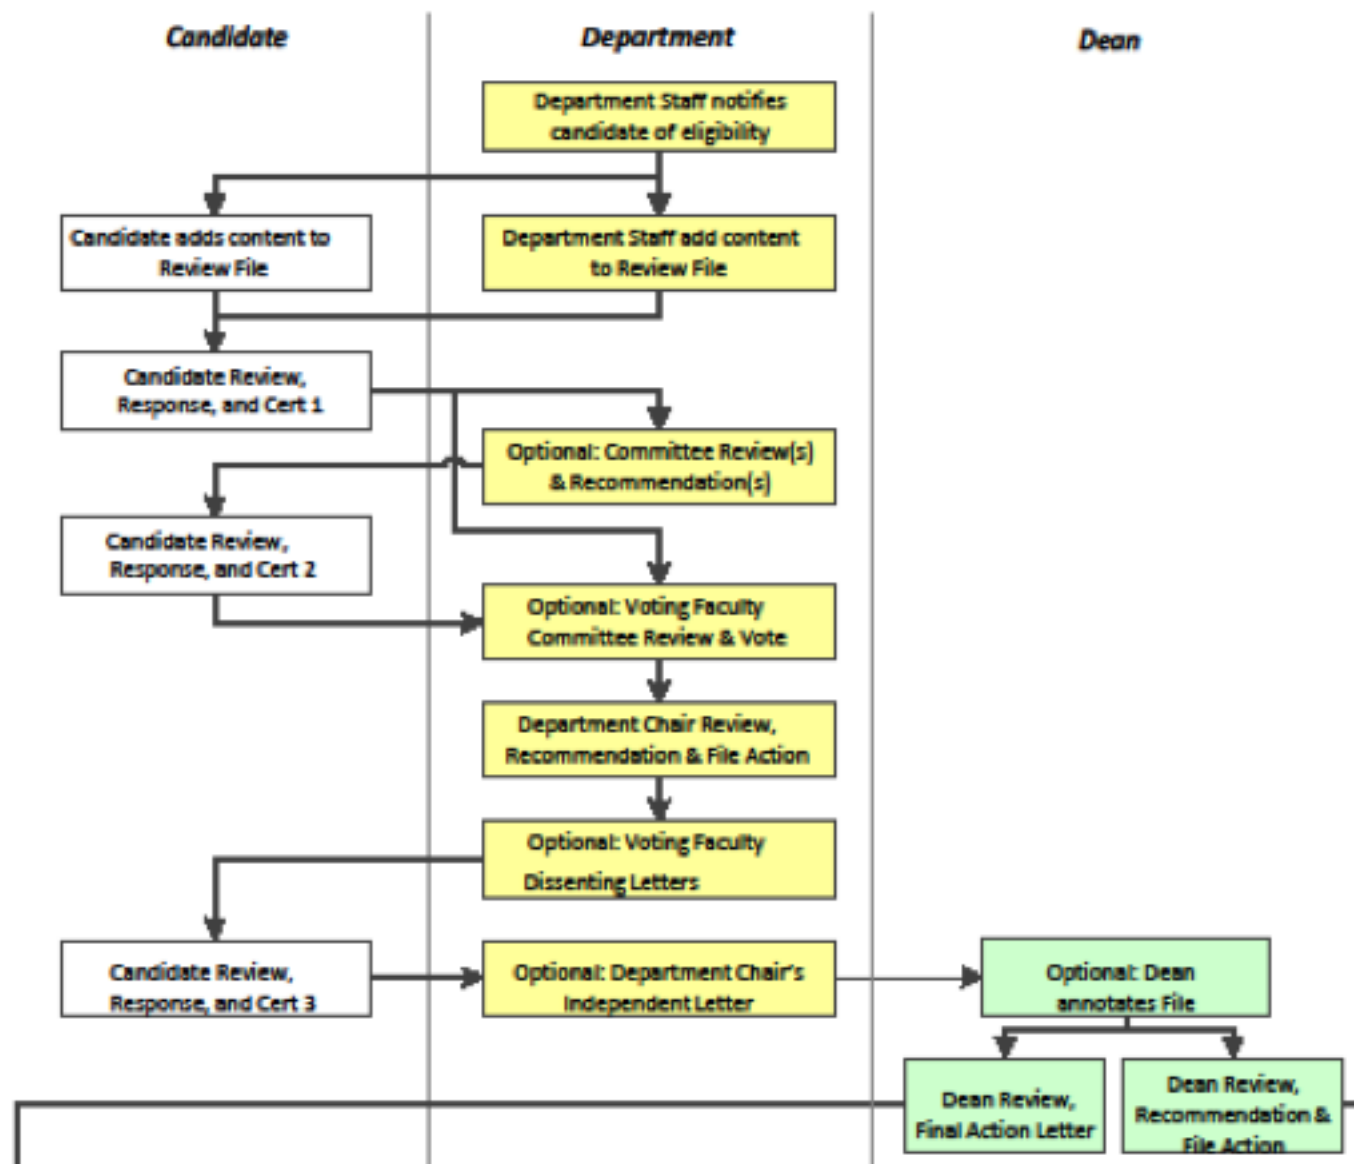 Candidate
Department
Dean
Department Staff notifies
candidate of eligibility
Candidate adds content to
Review File
Department Staff add content
to Review File
Candidate Review,
Response, and Cert 1
Optional: Committee Review(s)
& Recommendation(s)
Candidate Review,
Response, and Cert 2
Optional: Voting Faculty
Committee Review & Vote
Department Chair Review,
Recommendation & File Action
Optional: Voting Faculty
Dissenting Letters
Candidate Review,
Response, and Cert 3
Optional: Department Chair's
Independent Letter
Optional: Dean
annotates File
Dean Review,
Final Action Letter
Dean Review,
Recommendation &
File Action